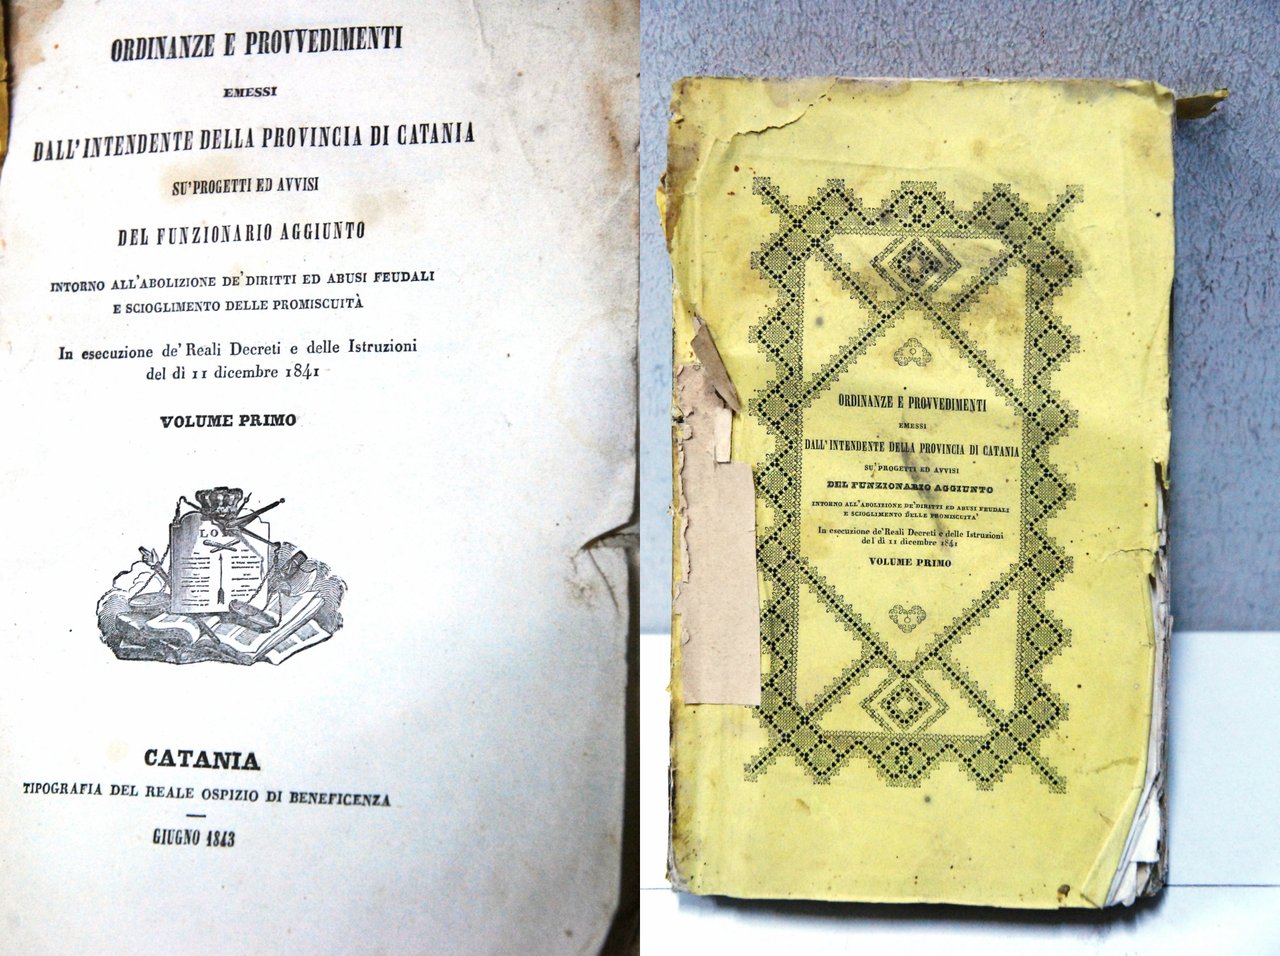 ORDINANZE E PROVVEDIMENTI
EMESSI
DALL'INTENDENTE DELLA PROVINCIA DI CATANIA
SU'PROGETTI ED AVVISI
DEL FUNZIONARIO AGGIUNTO
INTORNO ALL'ABOLIZIONE DE'DIRITTI ED ABUSI FEUDALI
E SCIOGLIMENTO DELLE PROMISCUITÀ
In esecuzione de'Reali Decreti e delle Istruzioni
del dì 11 dicembre 1841
VOLUME PRIMO
CATANIA
TIPOGRAFIA DEL REALE OSPIZIO DI BENEFICENZA
GIUGNO 1843
ORDINANZE E PROVVEDIMENTI
EMESSI
DALL'INTENDENTE DELLA PROVINCIA DI CATANIA
SU'PROGETTI ED AVVISI
DEL FUNZIONARIO AGGIUNTO
INTORNO ALL'ABOLIZIONE DE'DIRITTI ED ABUSI FEUDALI
E SCIOGLIMENTO DELLE PROMISCUITA'
In esecuzione de'Reali Decreti e delle Istruzioni
del dì 11 dicembre 1841
VOLUME PRIMO